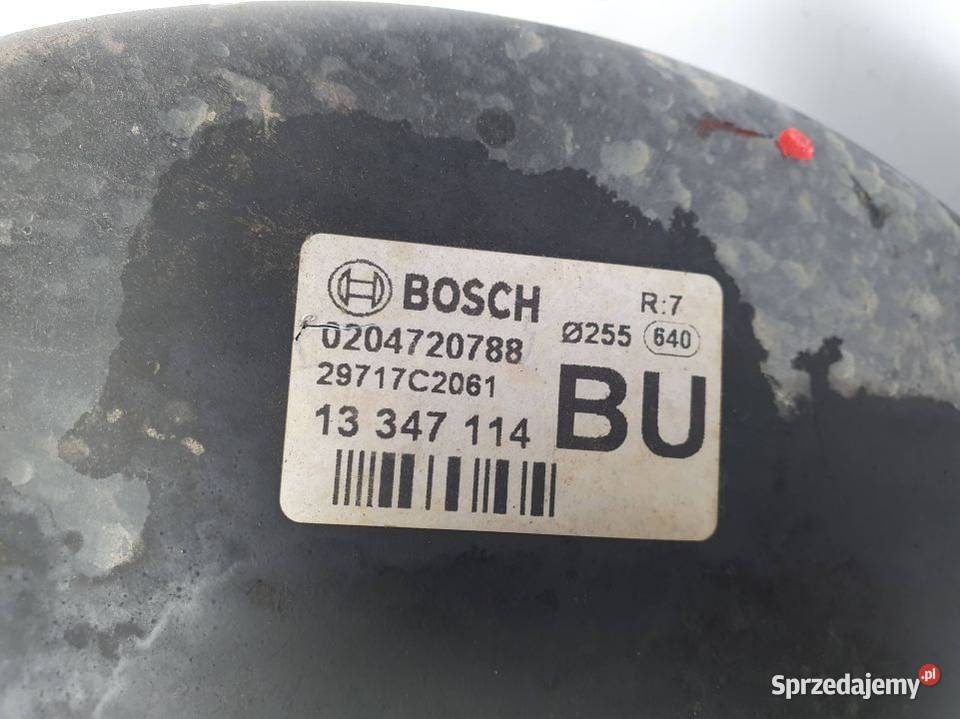 BOSCH
R:7
0204720788
Ø255 640
29717C2061
13 347 114
BU
Sprzedajemy.pl